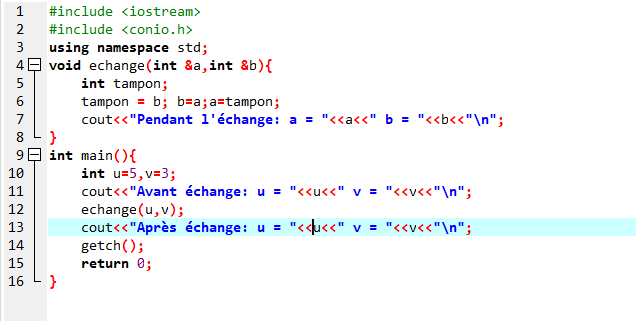 1 #include <iostream>
2 #include <conio.h>
3 using namespace std;
4 void echange(int &a,int &b){
5 int tampon;
6 tampon = b; b=a;a=tampon;
7 cout<<"Pendant l'échange: a = "<<a<<" b = "<<b<<"\n";
8 }
9 int main(){
10 int u=5,v=3;
11 cout<<"Avant échange: u = "<<u<<" v = "<<v<<"\n";
12 echange(u,v);
13 cout<<"Après échange: u = "<<u<<" v = "<<v<<"\n";
14 getch();
15 return 0;
16 }